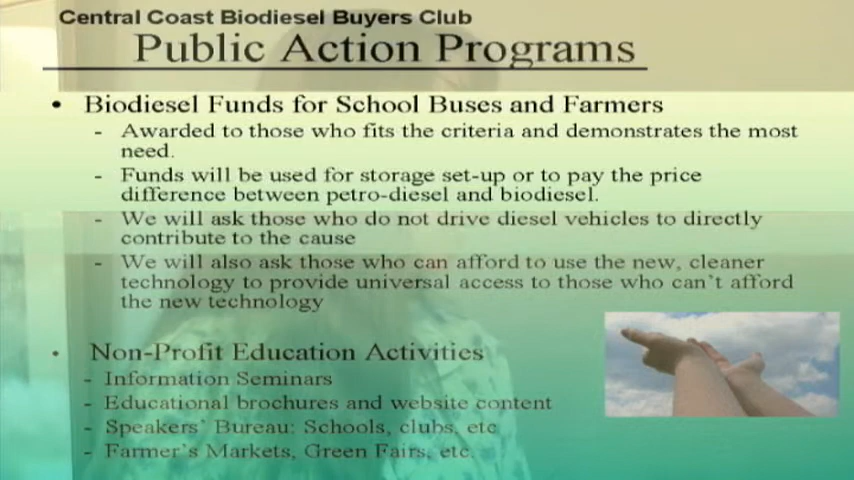 Central Coast Biodiesel Buyers Club
Public Action Programs
• Biodiesel Funds for School Buses and Farmers
- Awarded to those who fits the criteria and demonstrates the most
need.
- Funds will be used for storage set-up or to pay the price
difference between petro-diesel and biodiesel.
- We will ask those who do not drive diesel vehicles to directly
contribute to the cause
- We will also ask those who can afford to use the new, cleaner
technology to provide universal access to those who can't afford
the new technology
• Non-Profit Education Activities
- Information Seminars
- Educational brochures and website content
- Speakers' Bureau: Schools, clubs, etc
- Farmer's Markets, Green Fairs, etc.